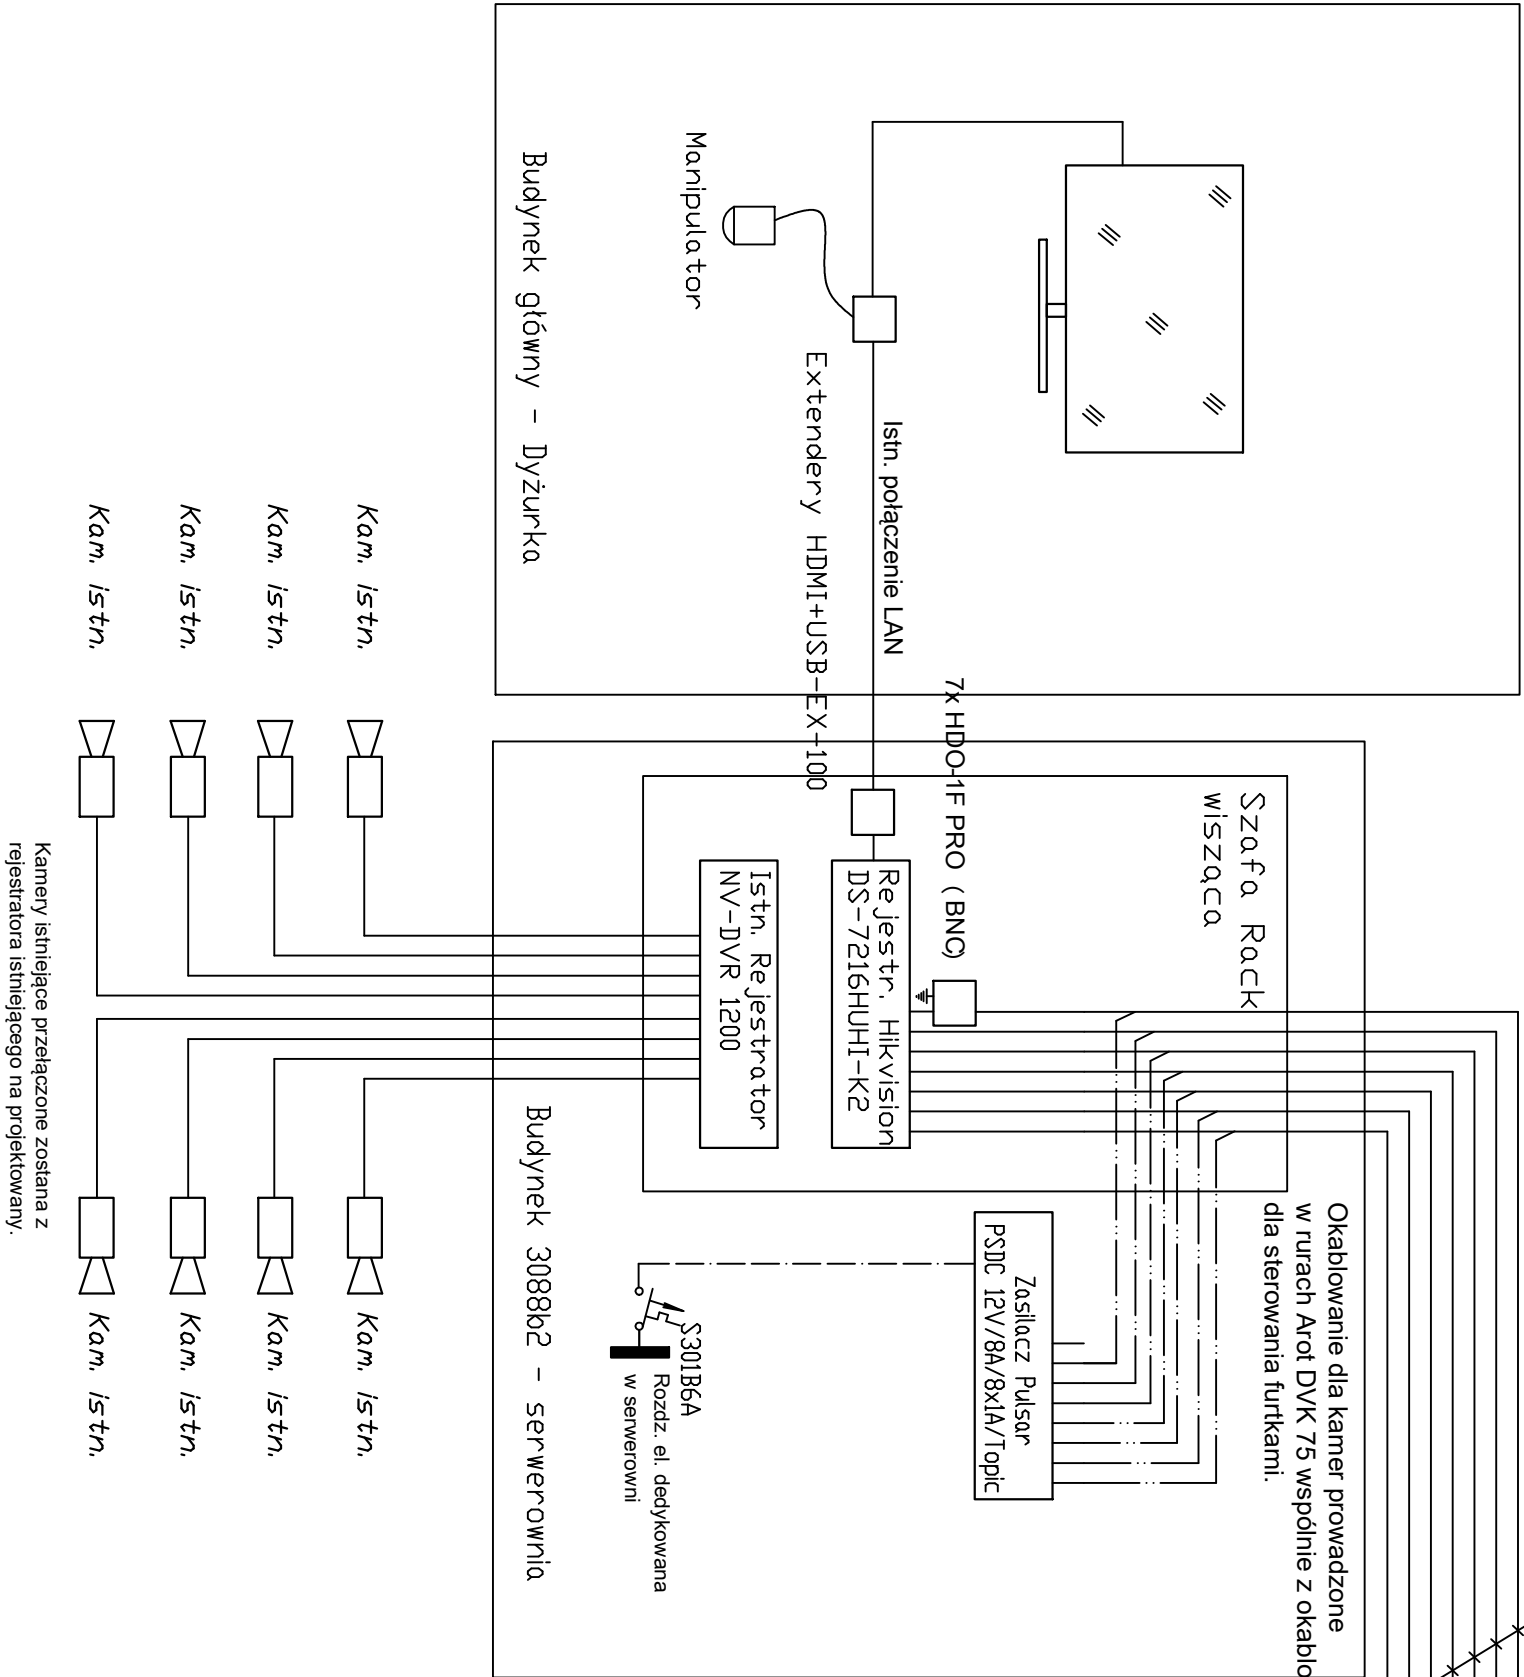 Manipulator
Budynek główny - Dyżurka
Istn. połączenie LAN
Extendery HDMI+USB-EX-100
7x HDO-1F PRO (BNC)
Szafa Rack
wisząca
Rejestr. Hikvision
DS-7216HUHI-K2
Istn. Rejestrator
NV-DVR 1200
Okablowanie dla kamer prowadzone
w rurach Arot DVK 75 wspólnie z okablo
dla sterowania furtkami.
Zasilacz Pulsar
PSDC 12V/8A/8x1A/Topic
S301B6A
Rozdz. el. dedykowana
w serwerowni
Budynek 3088b2 - serwerownia
Kam. istn.
Kam. istn.
Kam. istn.
Kam. istn.
Kam. istn.
Kam. istn.
Kam. istn.
Kam. istn.
Kamery istniejące przełączone zostana z
rejestratora istniejącego na projektowany.